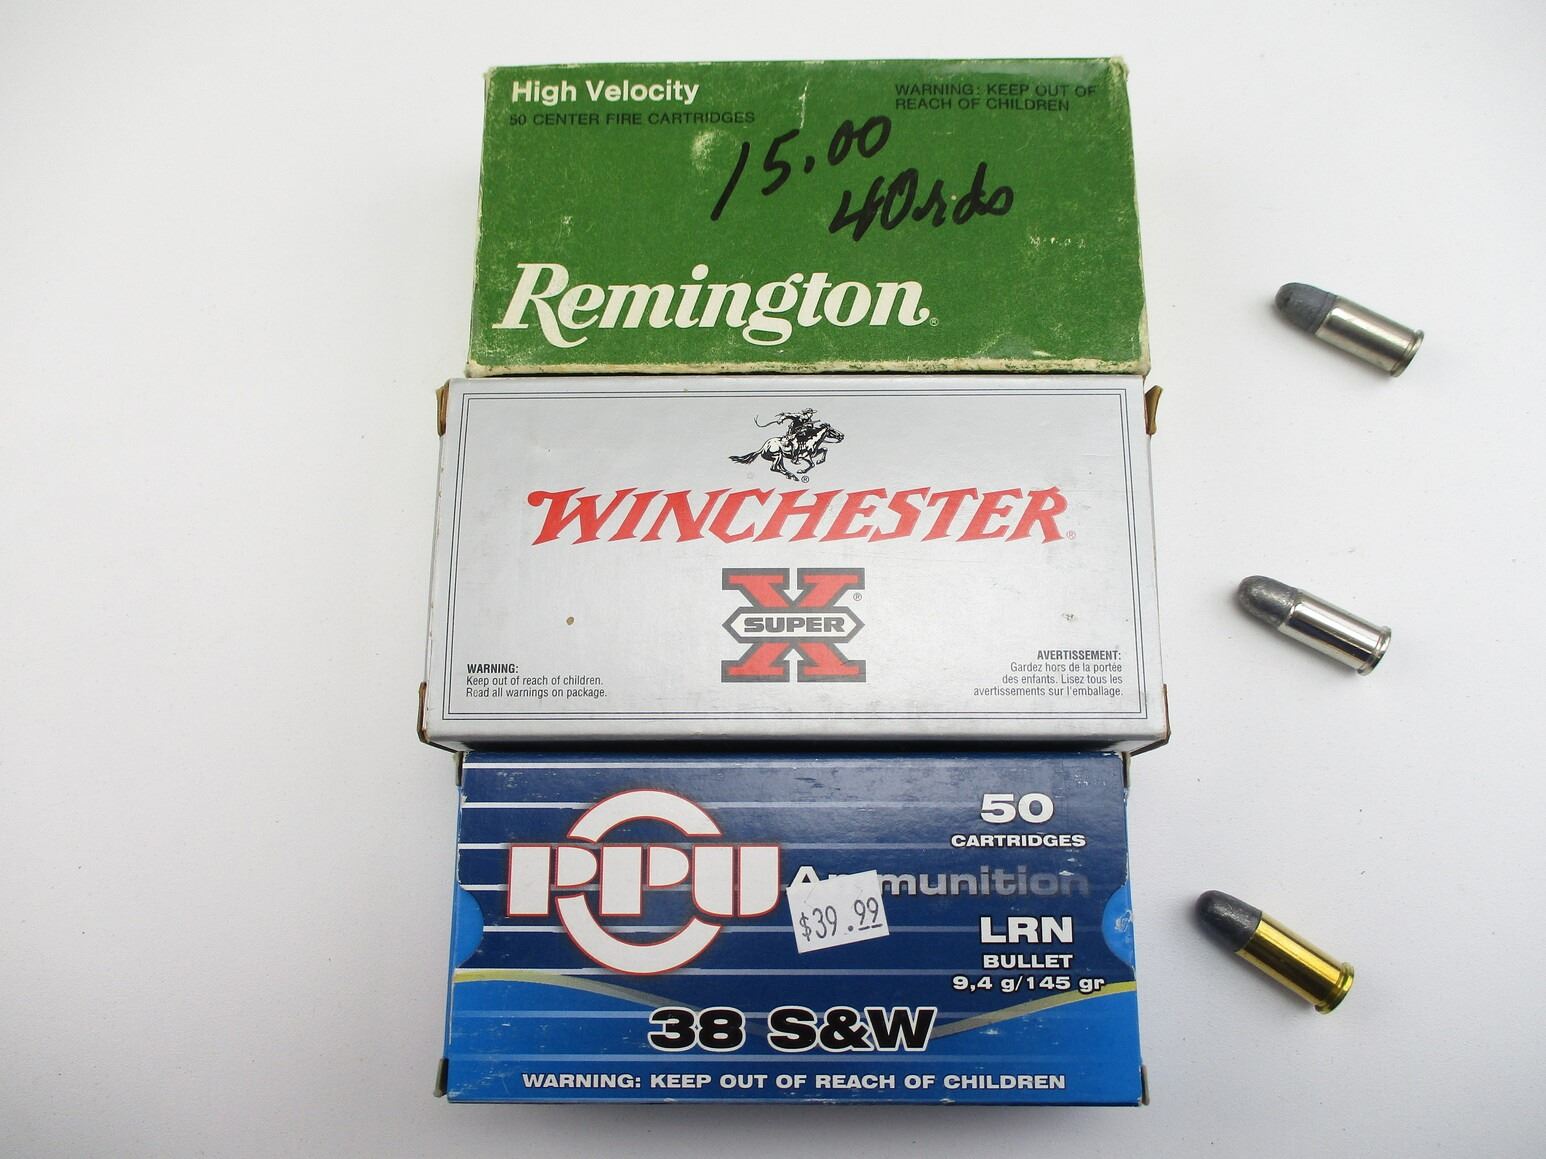 High Velocity
50 CENTER FIRE CARTRIDGES
WARNING: KEEP OUT OF
REACH OF CHILDREN
15.00
40rds
Remington®
WINCHESTER®
SUPER X®
WARNING:
Keep out of reach of children.
Read all warnings on package.
AVERTISSEMENT:
Gardez hors de la portée
des enfants. Lisez tous les
avertissements sur l'emballage.
PPU
50
CARTRIDGES
Ammunition
$39.99
LRN
BULLET
9,4 g/145 gr
38 S&W
WARNING: KEEP OUT OF REACH OF CHILDREN